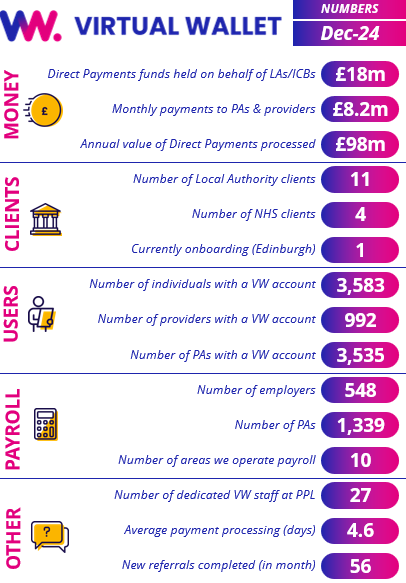 VW. VIRTUAL WALLET
NUMBERS
Dec-24
MONEY
Direct Payments funds held on behalf of LAs/ICBs £18m
£
Monthly payments to PAs & providers £8.2m
Annual value of Direct Payments processed £98m
CLIENTS
Number of Local Authority clients 11
Number of NHS clients 4
Currently onboarding (Edinburgh) 1
USERS
Number of individuals with a VW account 3,583
Number of providers with a VW account 992
Number of PAs with a VW account 3,535
PAYROLL
Number of employers 548
Number of PAs 1,339
Number of areas we operate payroll 10
OTHER
Number of dedicated VW staff at PPL 27
?
Average payment processing (days) 4.6
New referrals completed (in month) 56